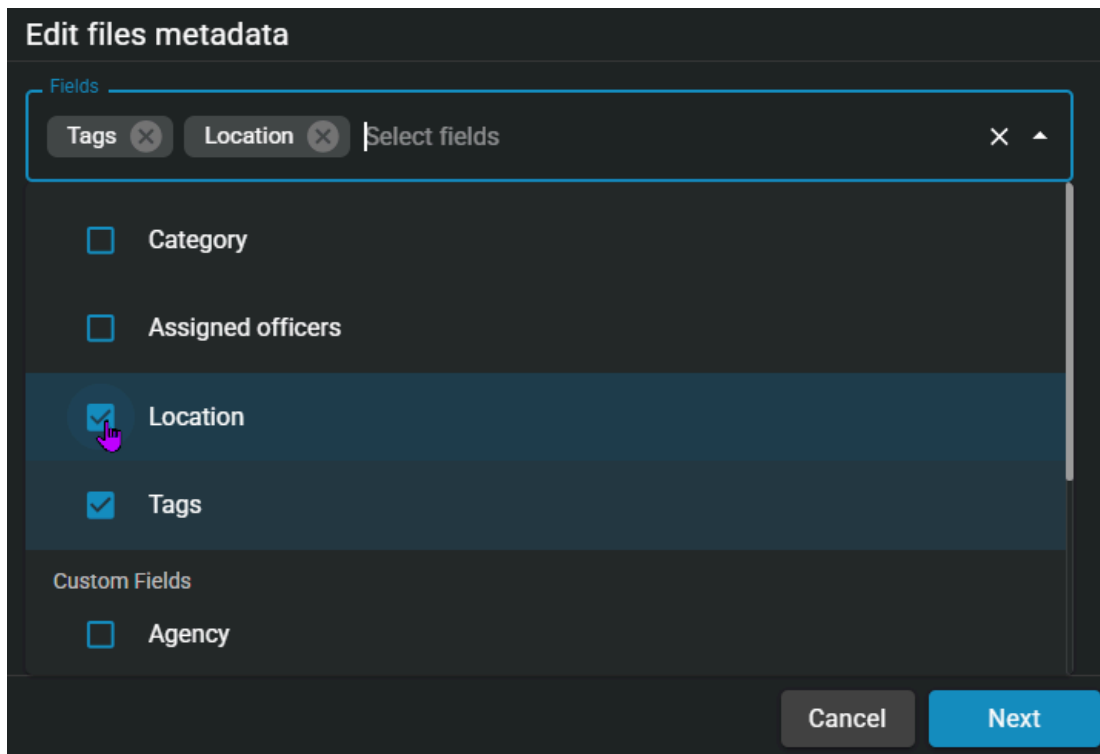 Edit files metadata
Fields
Tags Location Select fields
Category
Assigned officers
Location
Tags
Custom Fields
Agency
Cancel Next